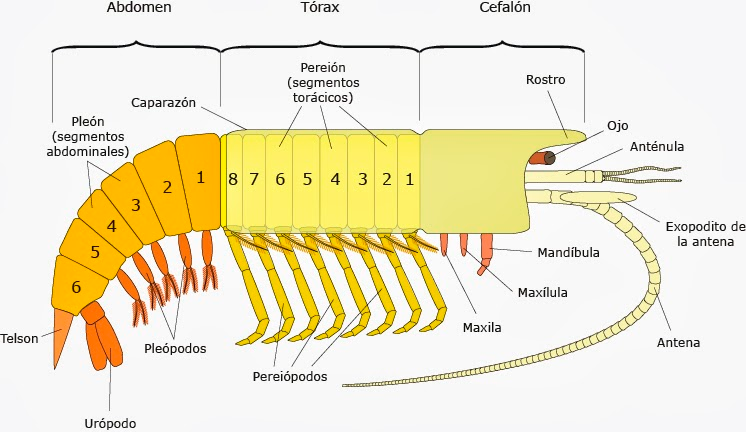 Abdomen
Tórax
Cefalón
Pereión
(segmentos
torácicos)
Rostro
Caparazón
Pleón
(segmentos
abdominales)
Ojo
Anténula
8 7 6 5 4 3 2 1
1
2
3
4
5
6
Exopodito de
la antena
Mandíbula
Maxílula
Maxila
Antena
Telson
Pleópodos
Pereiópodos
Urópodo